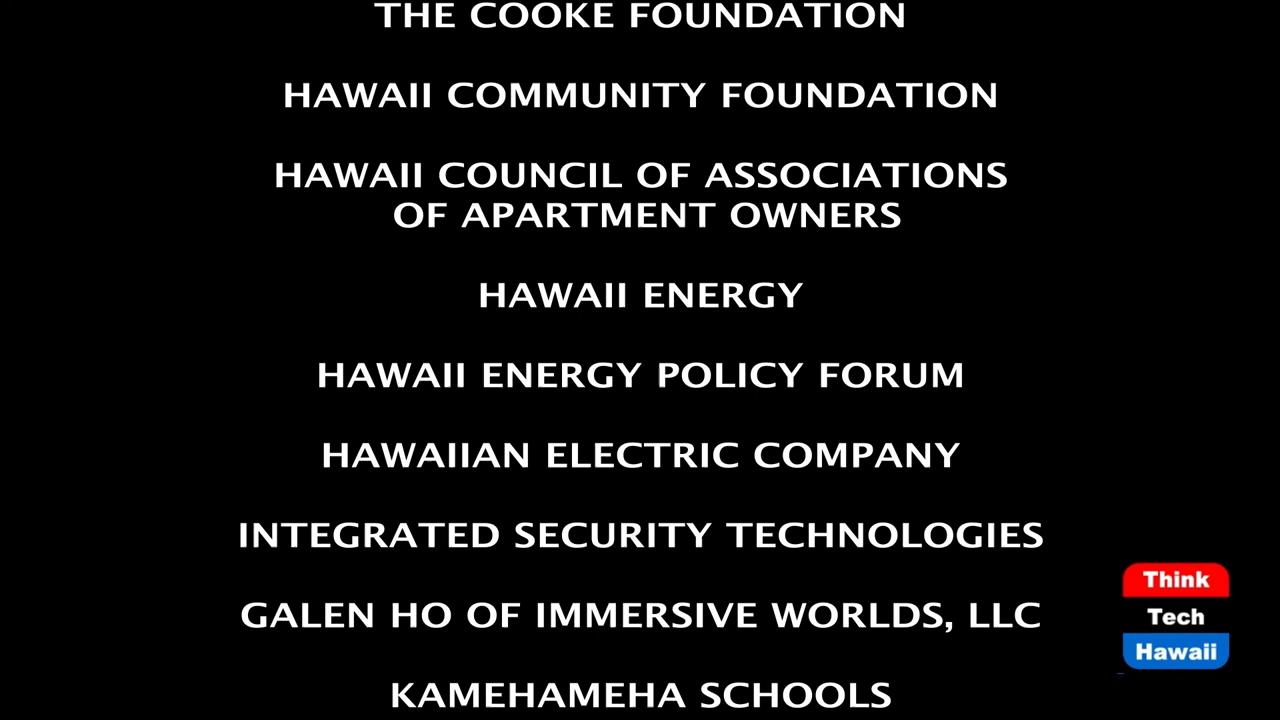 THE COOKE FOUNDATION
HAWAII COMMUNITY FOUNDATION
HAWAII COUNCIL OF ASSOCIATIONS
OF APARTMENT OWNERS
HAWAII ENERGY
HAWAII ENERGY POLICY FORUM
HAWAIIAN ELECTRIC COMPANY
INTEGRATED SECURITY TECHNOLOGIES
GALEN HO OF IMMERSIVE WORLDS, LLC
KAMEHAMEHA SCHOOLS
Think
Tech
Hawaii